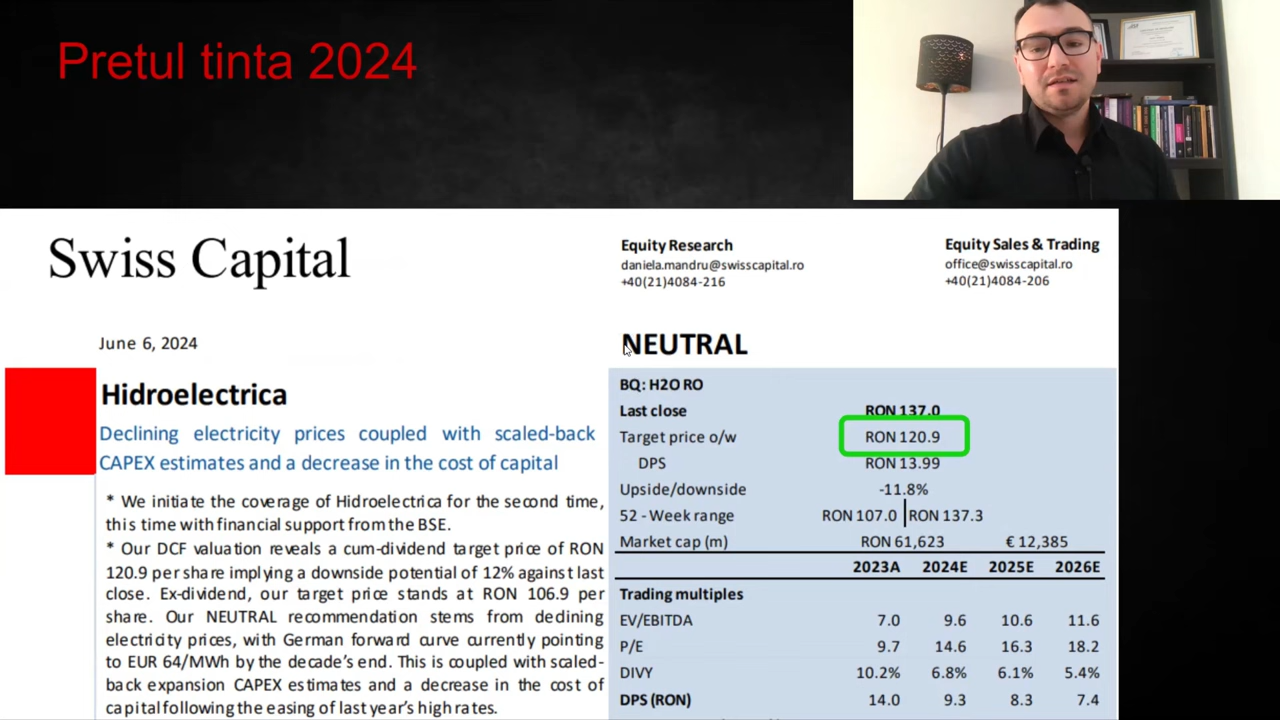 Pretul tinta 2024
Swiss Capital
Equity Research
daniela.mandru@swisscapital.ro
+40(21)4084-216
Equity Sales & Trading
office@swisscapital.ro
+40(21)4084-206
June 6, 2024
NEUTRAL
Hidroelectrica
Declining electricity prices coupled with scaled-back
CAPEX estimates and a decrease in the cost of capital
* We initiate the coverage of Hidroelectrica for the second time,
this time with financial support from the BSE.
* Our DCF valuation reveals a cum-dividend target price of RON
120.9 per share implying a downside potential of 12% against last
close. Ex-dividend, our target price stands at RON 106.9 per
share. Our NEUTRAL recommendation stems from declining
electricity prices, with German forward curve currently pointing
to EUR 64/MWh by the decade's end. This is coupled with scaled-
back expansion CAPEX estimates and a decrease in the cost of
capital following the easing of last year's high rates.
BQ: H2O RO
Last close RON 137.0
Target price o/w RON 120.9
DPS RON 13.99
Upside/downside -11.8%
52 - Week range RON 107.0 RON 137.3
Market cap (m) RON 61,623 € 12,385
2023A 2024E 2025E 2026E
Trading multiples
EV/EBITDA 7.0 9.6 10.6 11.6
P/E 9.7 14.6 16.3 18.2
DIVY 10.2% 6.8% 6.1% 5.4%
DPS (RON) 14.0 9.3 8.3 7.4